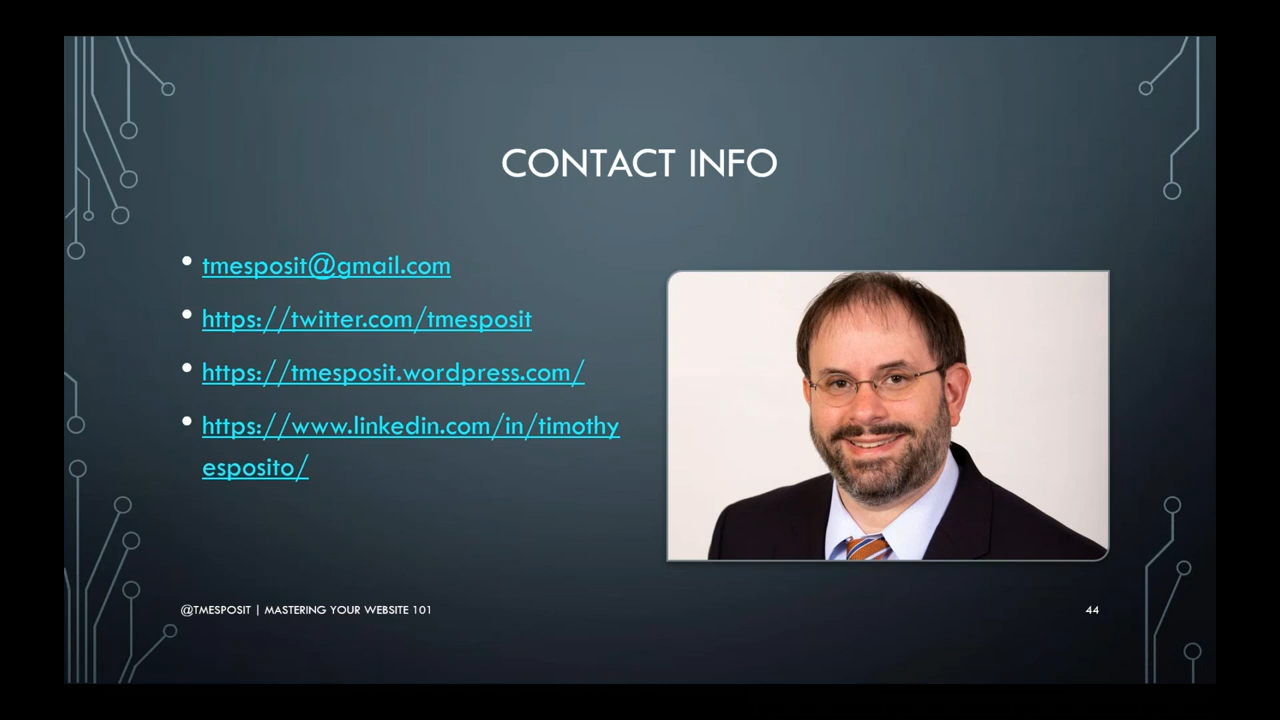 CONTACT INFO
• tmesposit@gmail.com
• https://twitter.com/tmesposit
• https://tmesposit.wordpress.com/
• https://www.linkedin.com/in/timothy
esposito/
@TMESPOSIT | MASTERING YOUR WEBSITE 101
44